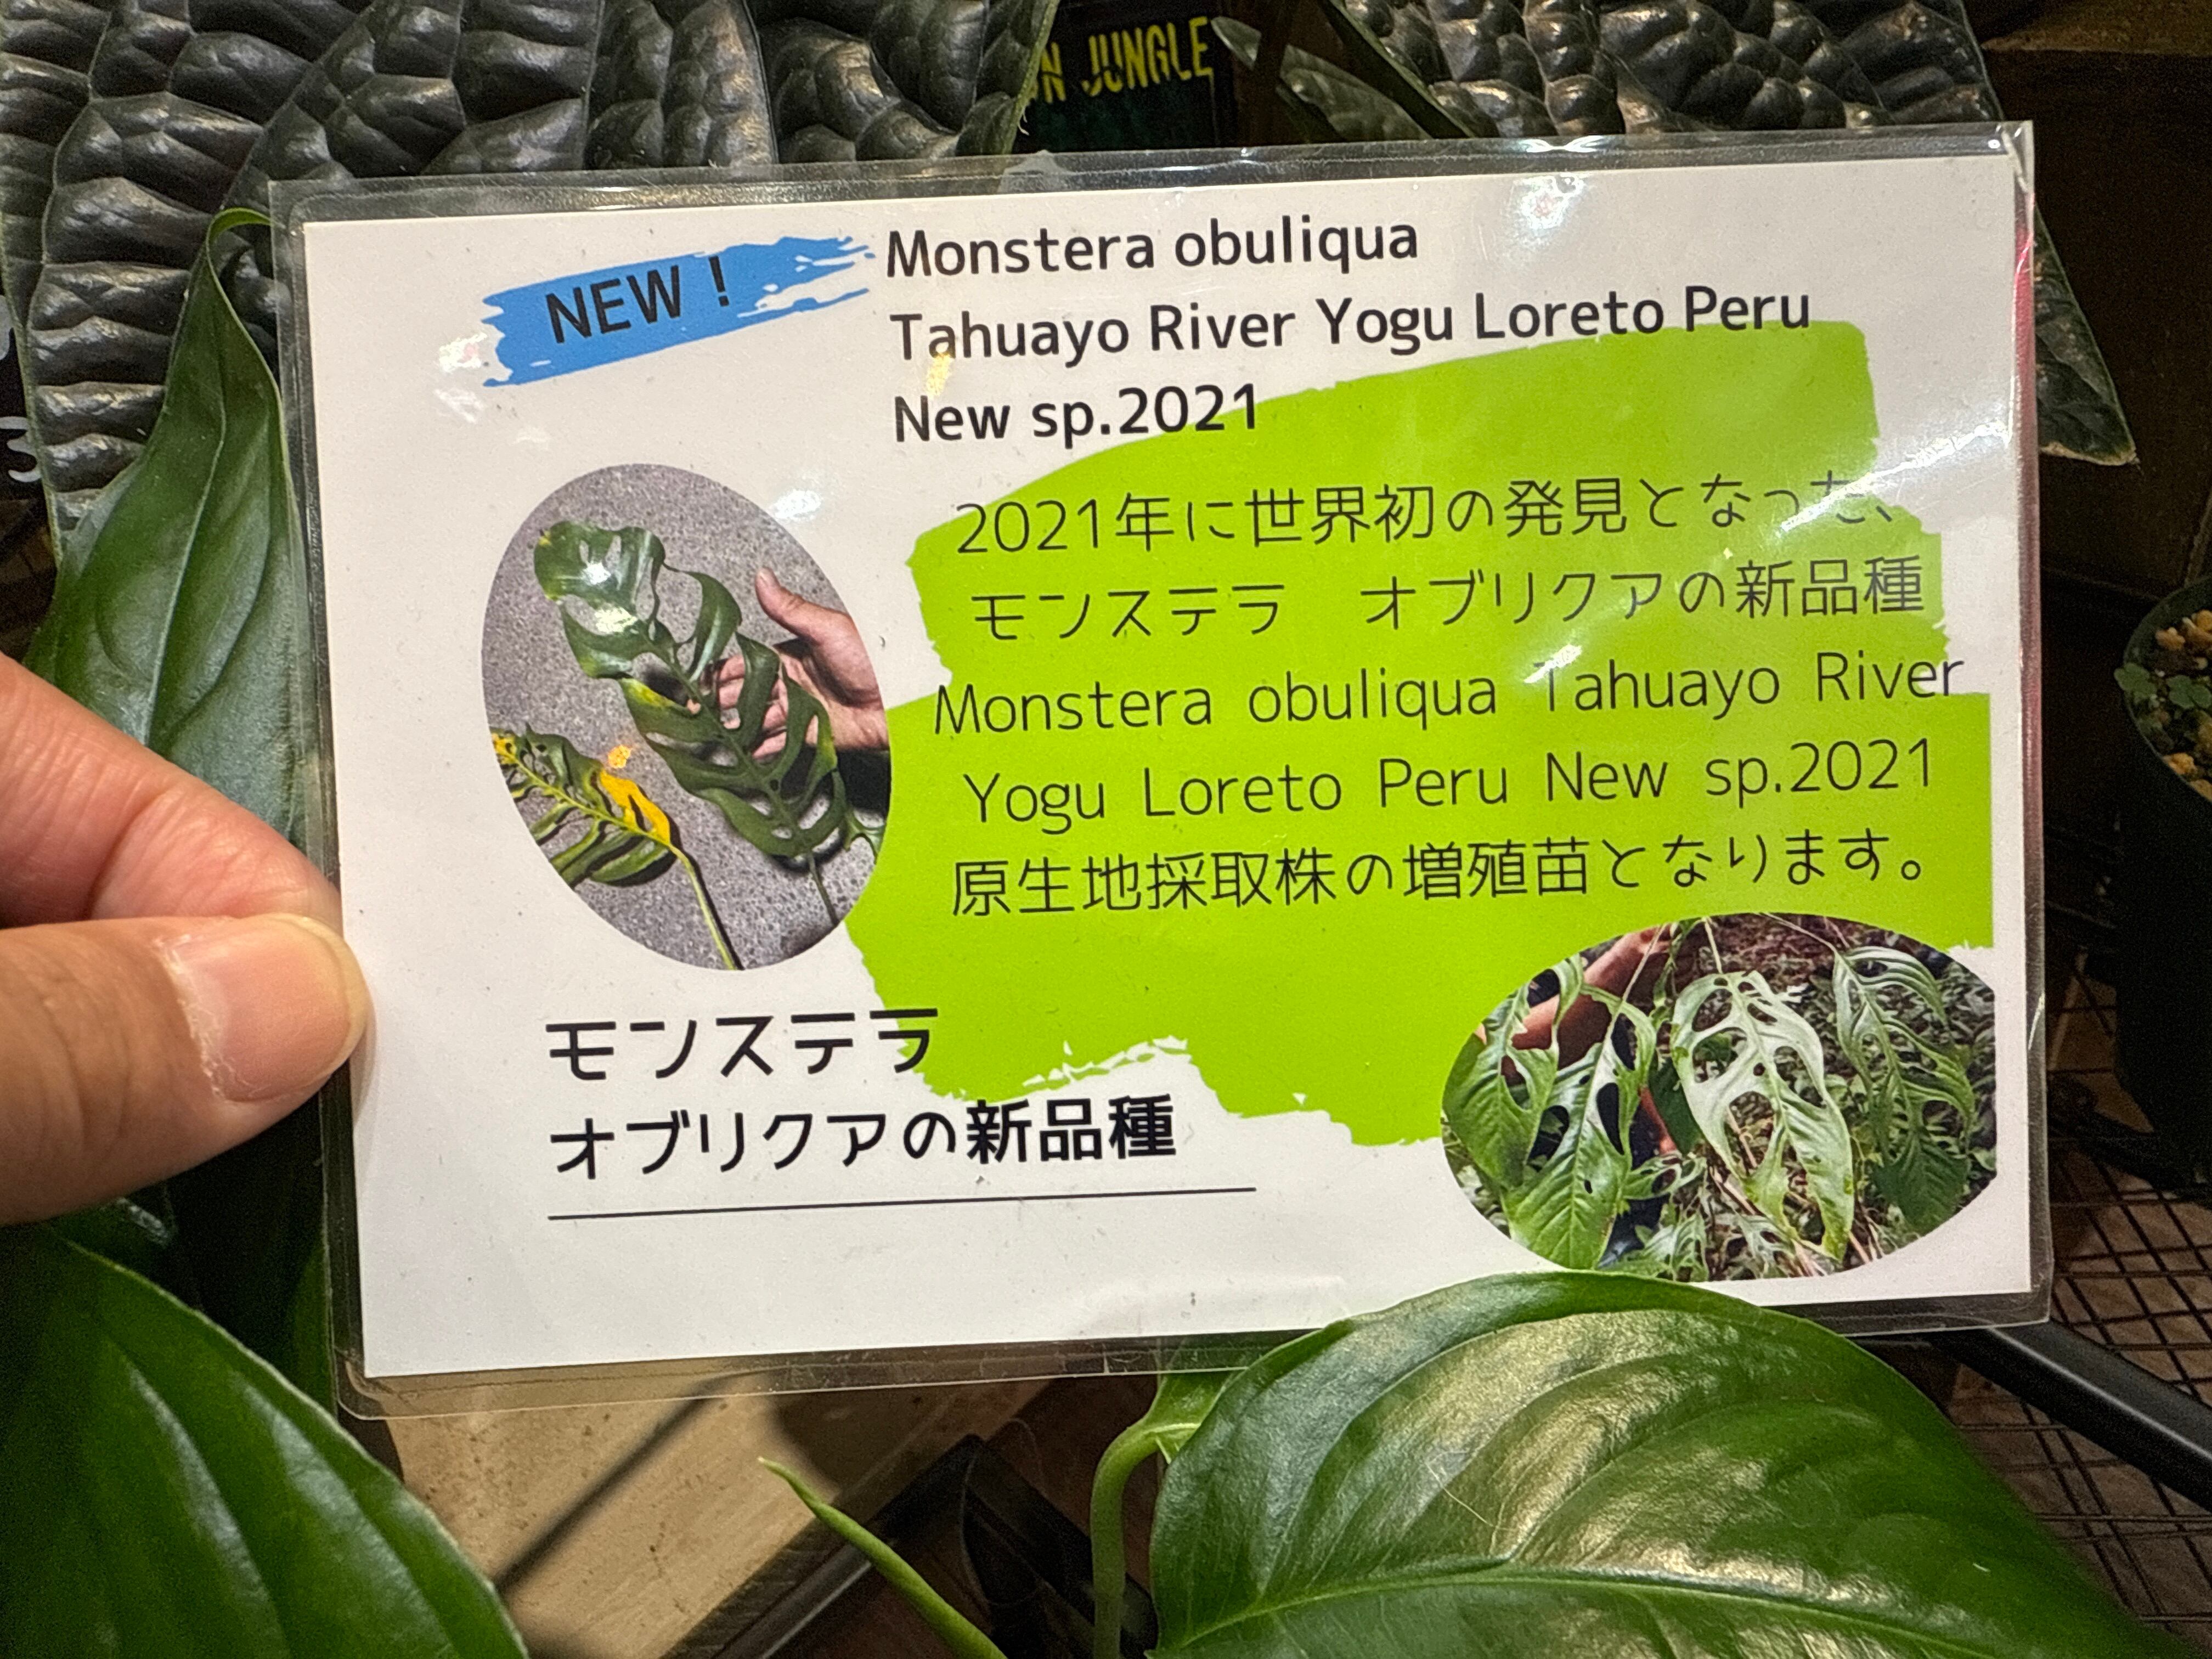 N JUNGLE
NEW！
Monstera obuliqua
Tahuayo River Yogu Loreto Peru
New sp.2021
2021年に世界初の発見となった、
モンステラ　オブリクアの新品種
Monstera obuliqua Tahuayo River
Yogu Loreto Peru New sp.2021
原生地採取株の増殖苗となります。
モンステラ
オブリクアの新品種